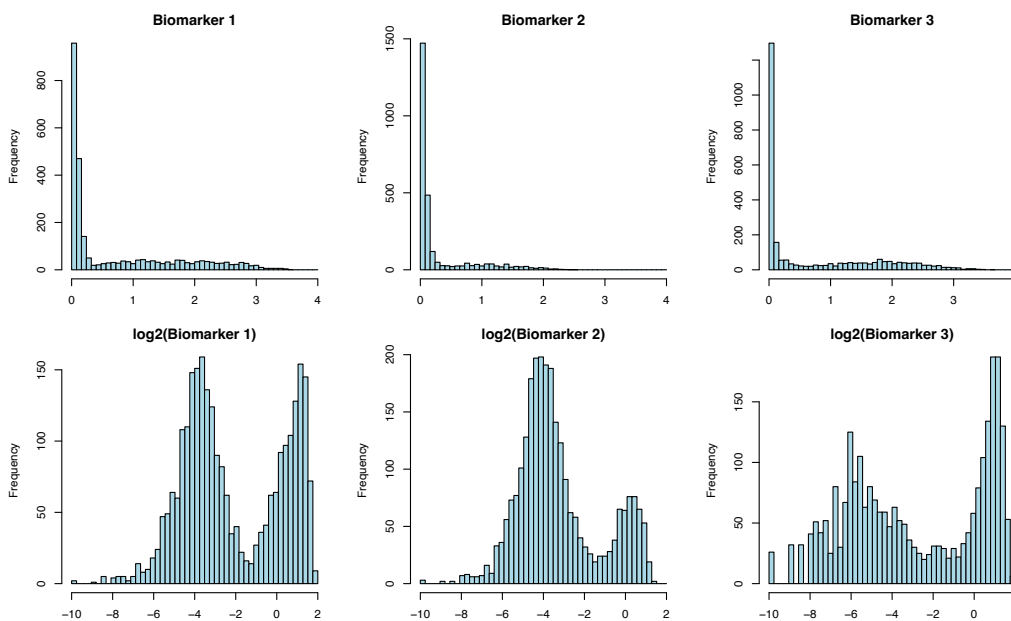 Biomarker 1
Frequency
0 200 400 600 800
0 1 2 3 4
Biomarker 2
Frequency
0 500 1000 1500
0 1 2 3 4
Biomarker 3
Frequency
0 200 400 600 800 1000
0 1 2 3
log2(Biomarker 1)
Frequency
0 50 100 150
−10 −8 −6 −4 −2 0 2
log2(Biomarker 2)
Frequency
0 50 100 150 200
−10 −8 −6 −4 −2 0 2
log2(Biomarker 3)
Frequency
0 50 100 150
−10 −8 −6 −4 −2 0